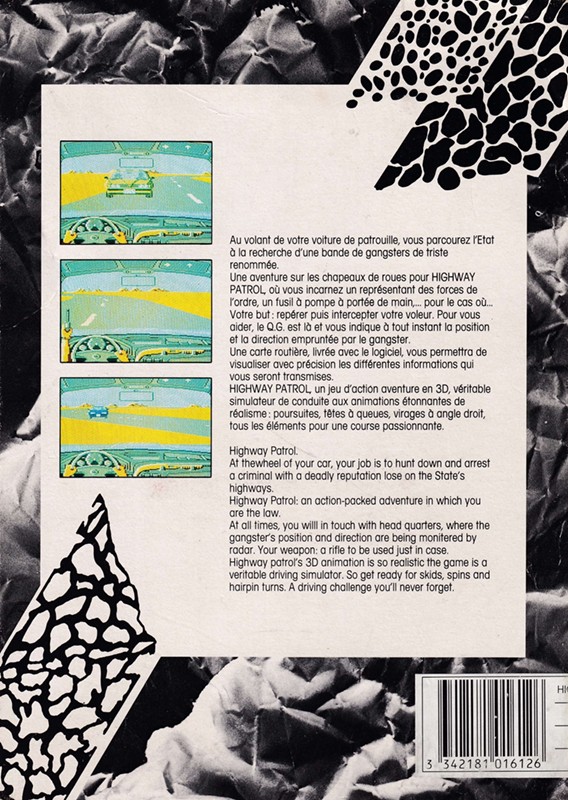 Au volant de votre voiture de patrouille, vous parcourez l'Etat
à la recherche d'une bande de gangsters de triste
renommée.
Une aventure sur les chapeaux de roues pour HIGHWAY
PATROL, où vous incarnez un représentant des forces de
l'ordre, un fusil à pompe à portée de main,... pour le cas où...
Votre but : repérer puis intercepter votre voleur. Pour vous
aider, le Q.G. est là et vous indique à tout instant la position
et la direction empruntée par le gangster.
Une carte routière, livrée avec le logiciel, vous permettra de
visualiser avec précision les différentes informations qui
vous seront transmises.
HIGHWAY PATROL, un jeu d'action aventure en 3D, véritable
simulateur de conduite aux animations étonnantes de
réalisme : poursuites, têtes à queues, virages à angle droit,
tous les éléments pour une course passionnante.
Highway Patrol.
At thewheel of your car, your job is to hunt down and arrest
a criminal with a deadly reputation lose on the State's
highways.
Highway Patrol: an action-packed adventure in which you
are the law.
At all times, you willl in touch with head quarters, where the
gangster's position and direction are being monitered by
radar. Your weapon: a rifle to be used just in case.
Highway patrol's 3D animation is so realistic the game is a
veritable driving simulator. So get ready for skids, spins and
hairpin turns. A driving challenge you'll never forget.
HI
3 342181 016126